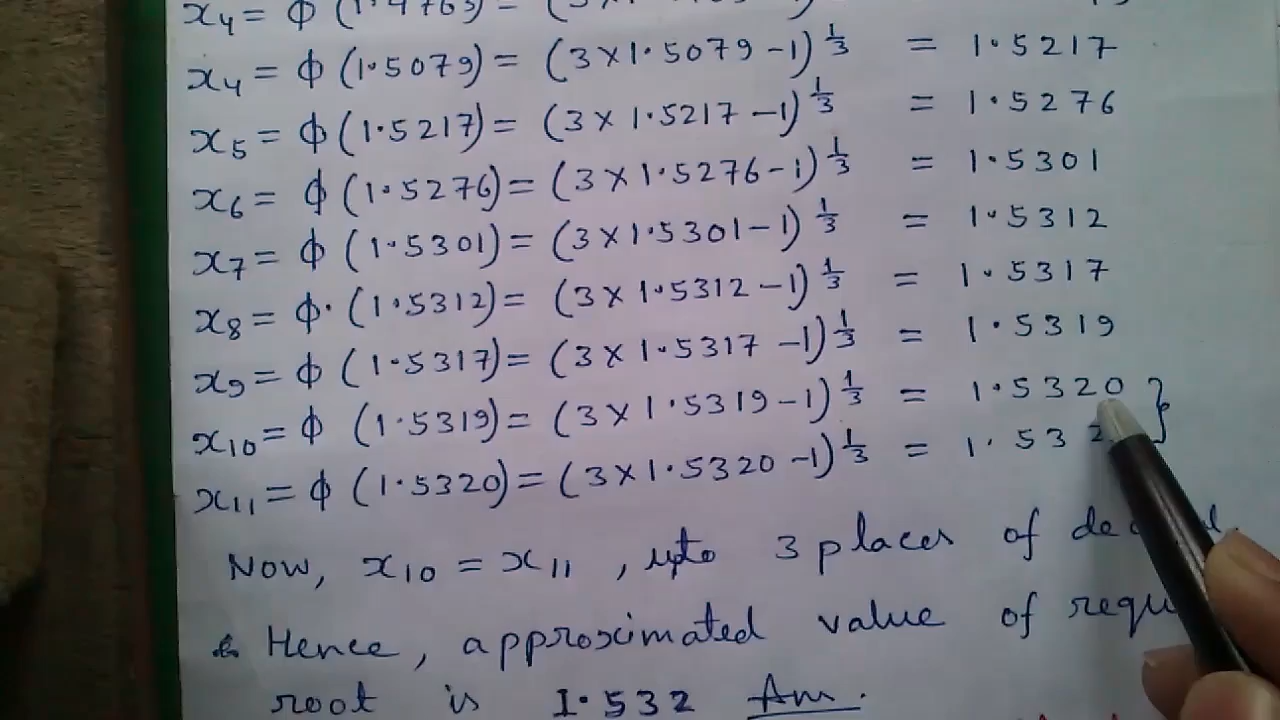 x₄ = ϕ (1.4763) =
x₄ = ϕ (1.5079) = (3×1.5079 −1)^1/3 = 1.5217
x₅ = ϕ (1.5217) = (3×1.5217 −1)^1/3 = 1.5276
x₆ = ϕ (1.5276) = (3×1.5276 −1)^1/3 = 1.5301
x₇ = ϕ (1.5301) = (3×1.5301 −1)^1/3 = 1.5312
x₈ = ϕ. (1.5312) = (3×1.5312 −1)^1/3 = 1.5317
x₉ = ϕ (1.5317) = (3×1.5317 −1)^1/3 = 1.5319
x₁₀ = ϕ (1.5319) = (3×1.5319 −1)^1/3 = 1.5320 }
x₁₁ = ϕ (1.5320) = (3×1.5320 −1)^1/3 = 1.532
Now, x₁₀ = x₁₁ , upto 3 places of
Hence, approximated value of
root is 1.532 Ans.